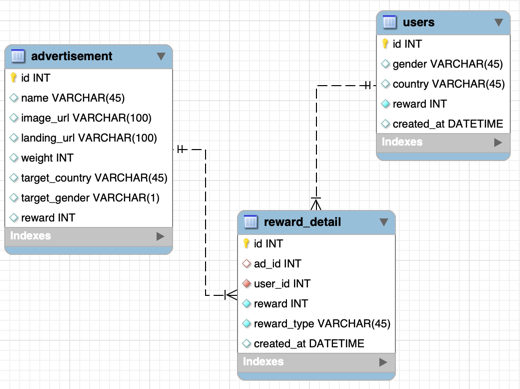 advertisement
id INT
name VARCHAR(45)
image_url VARCHAR(100)
landing_url VARCHAR(100)
weight INT
target_country VARCHAR(45)
target_gender VARCHAR(1)
reward INT
Indexes
users
id INT
gender VARCHAR(45)
country VARCHAR(45)
reward INT
created_at DATETIME
Indexes
reward_detail
id INT
ad_id INT
user_id INT
reward INT
reward_type VARCHAR(45)
created_at DATETIME
Indexes